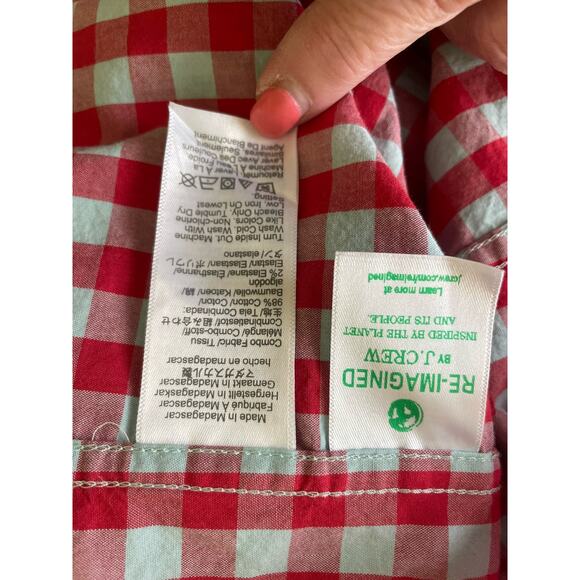 Made in Madagascar
Fabriqué À Madagascar
Hergestellt in Madagaskar
Gemaakt in Madagascar
マダガスカル製
hecho en madagascar
Combo Fabric/ Tissu
Mélangé/ Combo-stoff/
Combinatiestof/ 組み合わせ
生地/ Tela Combinada:
98% Cotton/ Coton/
Baumwolle/ Katoen/ 綿/
algodón
2% Elastane/ Élasthanne/
Elastan/ Elastaan/ ポリウレ
タン/ elastano
Turn Inside Out Machine
Wash Cold. Wash With
Like Colors. Non-chlorine
Bleach Only. Tumble Dry
Low. Iron On Lowest
Setting.
Retourner
Laver À La
Froide. Laver Avec
Des Couleurs
Similaires. Seulement
Agent De Blanchiment
RE-IMAGINED
BY J.CREW
INSPIRED BY THE PLANET
AND ITS PEOPLE.
Learn more at
jcrew.com/reimagined